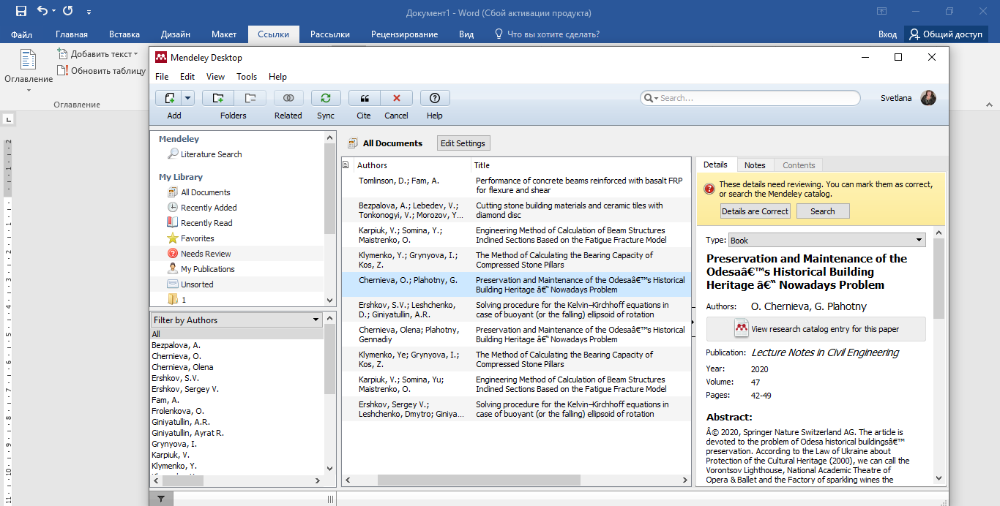 Документ1 - Word (Сбой активации продукта)
Файл Главная Вставка Дизайн Макет Ссылки Рассылки Рецензирование Вид Что вы хотите сделать? Вход Общий доступ
Оглавление
Добавить текст
Обновить таблицу
Оглавление
Mendeley Desktop
File Edit View Tools Help
Search...
Svetlana
Add Folders Related Sync Cite Cancel Help
Mendeley
Literature Search
My Library
All Documents
Recently Added
Recently Read
Favorites
Needs Review
My Publications
Unsorted
1
Filter by Authors
All
Bezpalova, A.
Chernieva, O.
Chernieva, Olena
Ershkov, S.V.
Ershkov, Sergey V.
Fam, A.
Frolenkova, O.
Giniyatullin, A.R.
Giniyatullin, Ayrat R.
Grynyova, I.
Karpiuk, V.
Klymenko, Y.
All Documents Edit Settings
Authors Title
Tomlinson, D.; Fam, A. Performance of concrete beams reinforced with basalt FRP
for flexure and shear
Bezpalova, A.; Lebedev, V.; Cutting stone building materials and ceramic tiles with
Tonkonogyi, V.; Morozov, Y... diamond disc
Karpiuk, V.; Somina, Y.; Engineering Method of Calculation of Beam Structures
Maistrenko, O. Inclined Sections Based on the Fatigue Fracture Model
Klymenko, Y.; Grynyova, I.; The Method of Calculating the Bearing Capacity of
Kos, Z. Compressed Stone Pillars
Chernieva, O.; Plahotny, G. Preservation and Maintenance of the Odesaâ€™s Historical
Building Heritage â€“ Nowadays Problem
Ershkov, S.V.; Leshchenko, Solving procedure for the Kelvin–Kirchhoff equations in
D.; Giniyatullin, A.R. case of buoyant (or the falling) ellipsoid of rotation
Chernieva, Olena; Plahotny, Preservation and Maintenance of the Odesaâ€™s Historical
Gennadiy Building Heritage â€“ Nowadays Problem
Klymenko, Ye; Grynyova, I.; The Method of Calculating the Bearing Capacity of
Kos, Z. Compressed Stone Pillars
Karpiuk, V.; Somina, Yu; Engineering Method of Calculation of Beam Structures
Maistrenko, O. Inclined Sections Based on the Fatigue Fracture Model
Ershkov, Sergey V.; Solving procedure for the Kelvin–Kirchhoff equations in
Leshchenko, Dmytro; Giniya... case of buoyant (or the falling) ellipsoid of rotation
Details Notes Contents
These details need reviewing. You can mark them as correct,
or search the Mendeley catalog.
Details are Correct Search
Type: Book
Preservation and Maintenance of the
Odesaâ€™s Historical Building
Heritage â€“ Nowadays Problem
Authors: O. Chernieva, G. Plahotny
View research catalog entry for this paper
Publication: Lecture Notes in Civil Engineering
Year: 2020
Volume: 47
Pages: 42-49
Abstract:
Â© 2020, Springer Nature Switzerland AG. The article is
devoted to the problem of Odesa historical buildingsâ€™
preservation. According to the Law of Ukraine about
Protection of the Cultural Heritage (2000), we can call the
Vorontsov Lighthouse, National Academic Theatre of
Opera & Ballet and the Factory of sparkling wines the